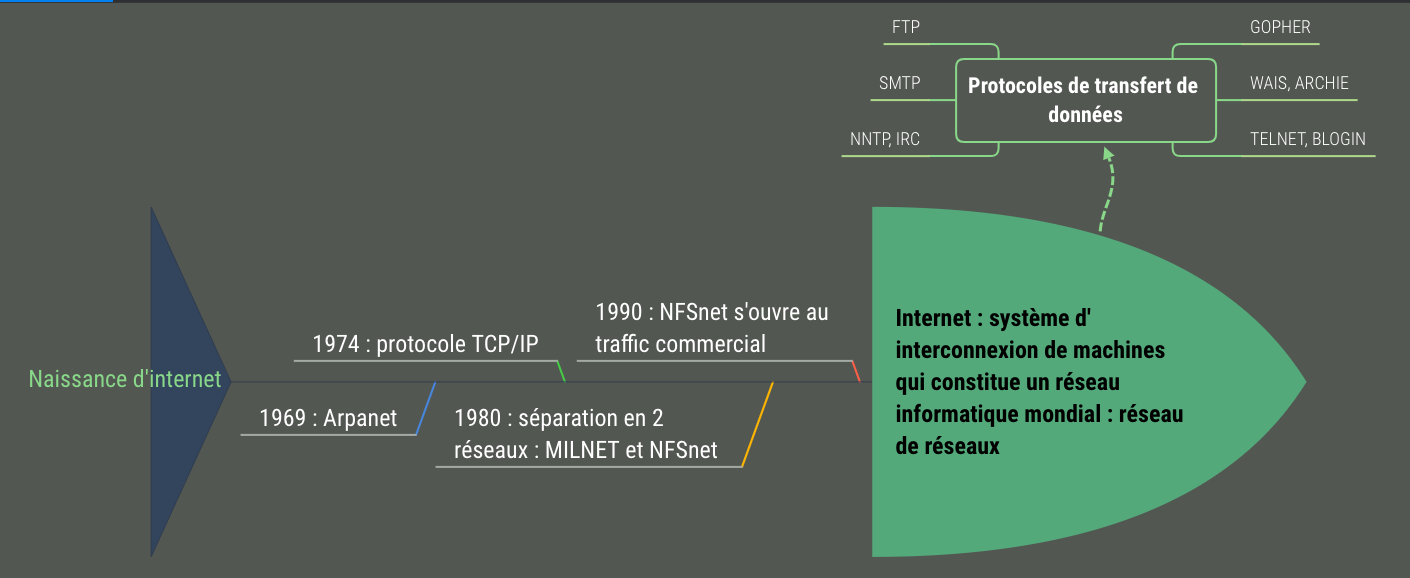 FTP
GOPHER
SMTP
Protocoles de transfert de
données
WAIS, ARCHIE
NNTP, IRC
TELNET, BLOGIN
Naissance d'internet
1969 : Arpanet
1974 : protocole TCP/IP
1980 : séparation en 2
réseaux : MILNET et NFSnet
1990 : NFSnet s'ouvre au
traffic commercial
Internet : système d'
interconnexion de machines
qui constitue un réseau
informatique mondial : réseau
de réseaux